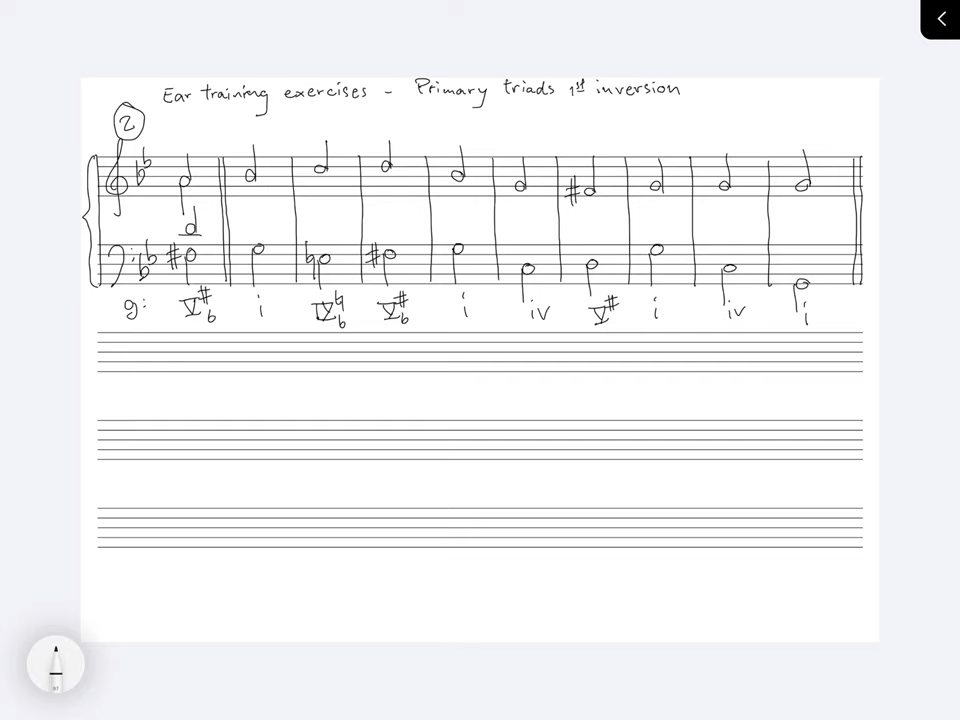 Ear training exercises - Primary triads 1st inversion
2
d
g: V♯b i IV♮b V♯b i iv V♯ i iv i